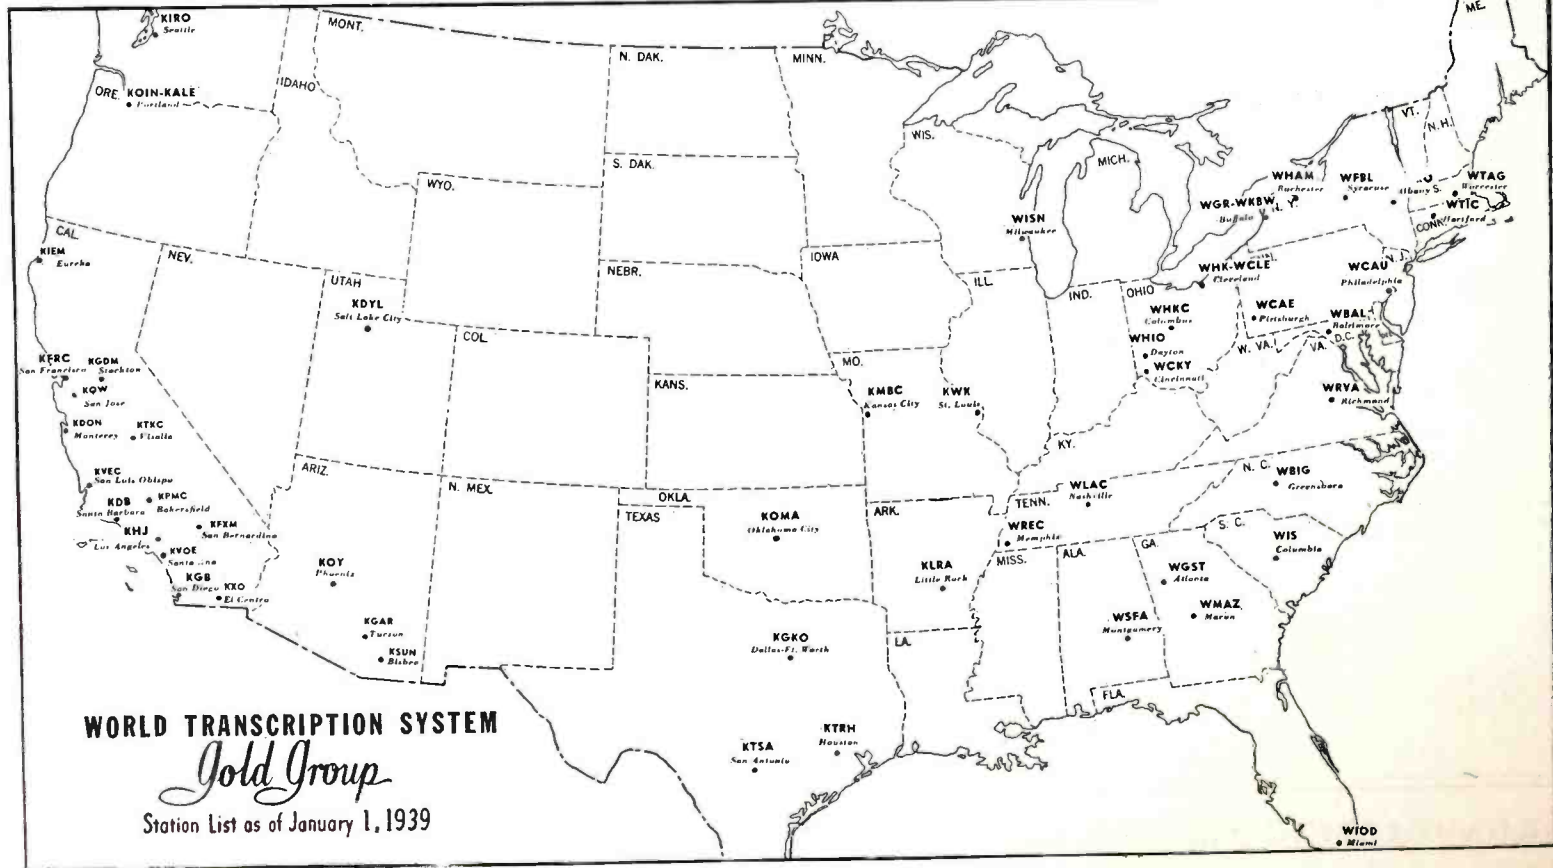 KIRO
Seattle
MONT.
N. DAK.
MINN.
ME.
ORE.
KOIN-KALE
Portland
IDAHO
WIS.
VT.
N.H.
S. DAK.
MICH.
WYO.
WHAM
Rochester
WFBL
Syracuse
Albany S.
WTAG
Worcester
WGR-WKBW
Buffalo
N. Y.
WTIC
Hartford
CONN.
WISN
Milwaukee
CAL.
KIEM
Eureka
NEV.
IOWA
NEBR.
UTAH
KDYL
Salt Lake City
ILL.
IND.
OHIO
WHK-WCLE
Cleveland
N.J.
WCAU
Philadelphia
WHKC
Columbus
WCAE
Pittsburgh
WBAL
Baltimore
COL.
WHIO
Dayton
W. VA.
VA.
D.C.
KFRC
San Francisco
KGDM
Stockton
MO.
WCKY
Cincinnati
KANS.
KMBC
Kansas City
KWK
St. Louis
KQW
San Jose
WRVA
Richmond
KDON
Monterey
KTKC
Visalia
KY.
ARIZ.
N. MEX.
OKLA.
N. C.
WBIG
Greensboro
KVEC
San Luis Obispo
WLAC
Nashville
TENN.
KDB
Santa Barbara
KPMC
Bakersfield
TEXAS
KOMA
Oklahoma City
ARK.
S. C.
KHJ
Los Angeles
KFXM
San Bernardino
WREC
Memphis
WIS
Columbia
KVOE
Santa Ana
KOY
Phoenix
KLRA
Little Rock
MISS.
ALA.
GA.
WGST
Atlanta
KGB
San Diego
KXO
El Centro
WMAZ
Macon
KGAR
Tucson
WSFA
Montgomery
KGKO
Dallas-Ft. Worth
LA.
KSUN
Bisbee
FLA.
WORLD TRANSCRIPTION SYSTEM
Gold Group
Station List as of January 1, 1939
KTSA
San Antonio
KTRH
Houston
WIOD
Miami